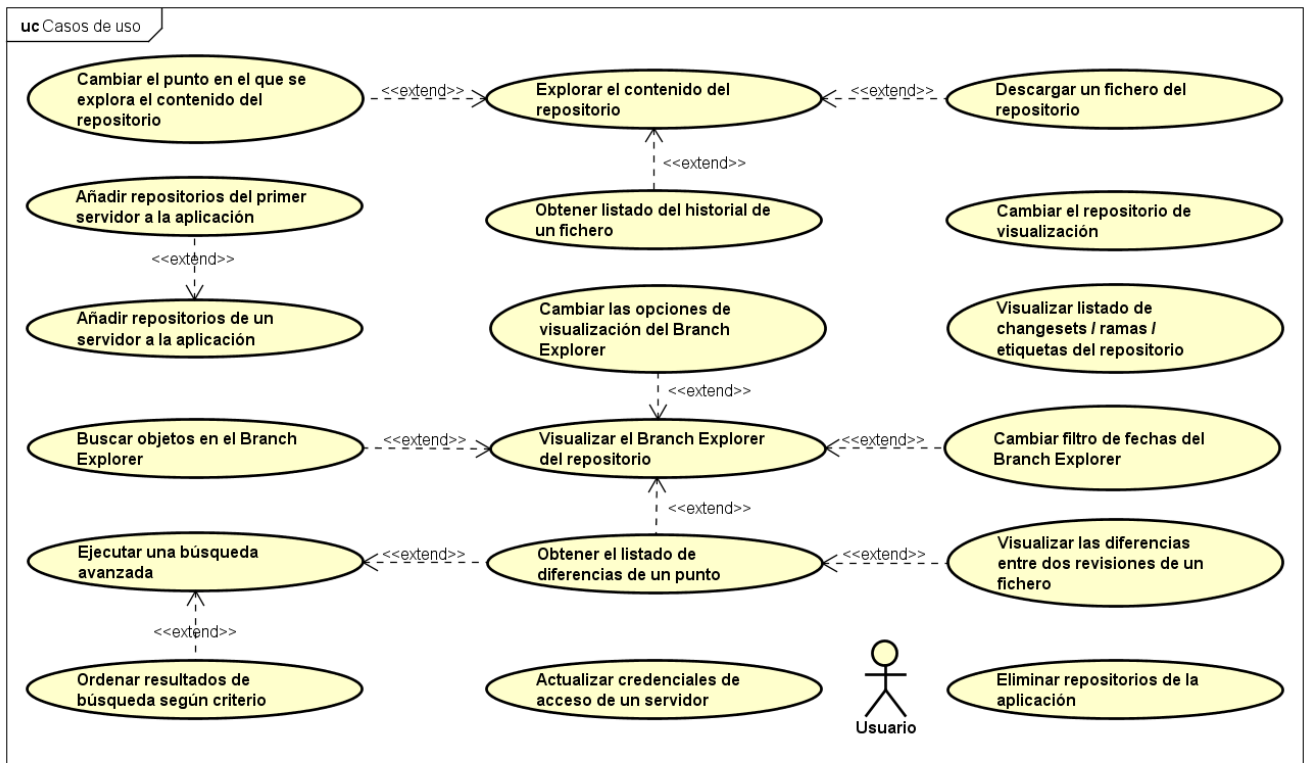 uc Casos de uso
Cambiar el punto en el que se
explora el contenido del
repositorio
<<extend>>
Explorar el contenido del
repositorio
<<extend>>
Descargar un fichero del
repositorio
<<extend>>
Añadir repositorios del primer
servidor a la aplicación
Obtener listado del historial de
un fichero
Cambiar el repositorio de
visualización
<<extend>>
Añadir repositorios de un
servidor a la aplicación
Cambiar las opciones de
visualización del Branch
Explorer
Visualizar listado de
changesets / ramas /
etiquetas del repositorio
<<extend>>
Buscar objetos en el Branch
Explorer
<<extend>>
Visualizar el Branch Explorer
del repositorio
<<extend>>
Cambiar filtro de fechas del
Branch Explorer
<<extend>>
Ejecutar una búsqueda
avanzada
<<extend>>
Obtener el listado de
diferencias de un punto
<<extend>>
Visualizar las diferencias
entre dos revisiones de un
fichero
<<extend>>
Ordenar resultados de
búsqueda según criterio
Actualizar credenciales de
acceso de un servidor
Usuario
Eliminar repositorios de la
aplicación